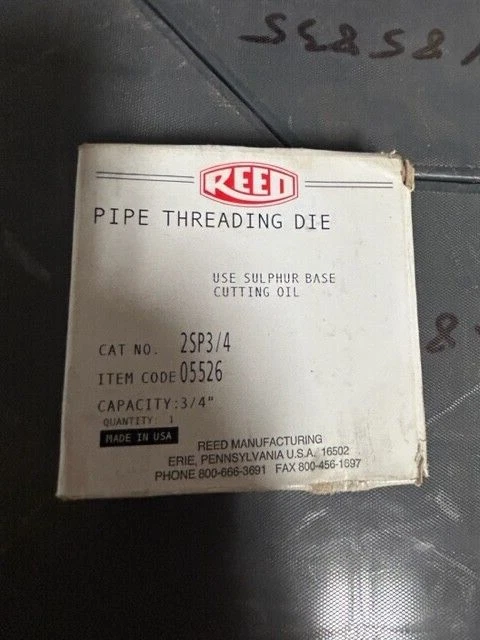 REED
PIPE THREADING DIE
USE SULPHUR BASE
CUTTING OIL
CAT NO. 2SP3/4
ITEM CODE 05526
CAPACITY:3/4"
QUANTITY: 1
MADE IN USA
REED MANUFACTURING
ERIE, PENNSYLVANIA U.S.A. 16502
PHONE 800-666-3691 FAX 800-456-1697